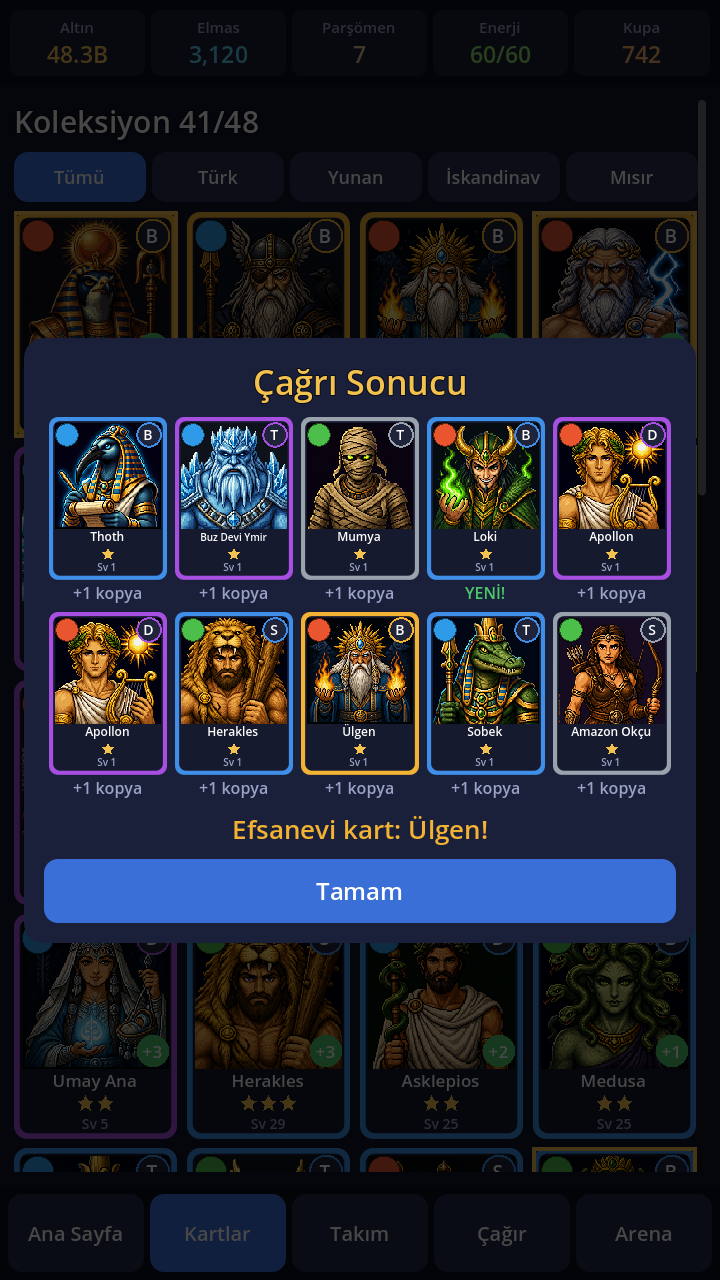 Altın Elmas Parşömen Enerji Kupa
48.3B 3,120 7 60/60 742
Koleksiyon 41/48
Tümü Türk Yunan İskandinav Mısır
B B B B
Çağrı Sonucu
B T T B D
Thoth Buz Devi Ymir Mumya Loki Apollon
Sv 1 Sv 1 Sv 1 Sv 1 Sv 1
+1 kopya +1 kopya +1 kopya YENİ! +1 kopya
D S B T S
Apollon Herakles Ülgen Sobek Amazon Okçu
Sv 1 Sv 1 Sv 1 Sv 1 Sv 1
+1 kopya +1 kopya +1 kopya +1 kopya +1 kopya
Efsanevi kart: Ülgen!
Tamam
+3 +3 +2 +1
Umay Ana Herakles Asklepios Medusa
Sv 5 Sv 29 Sv 25 Sv 25
T T S B
Ana Sayfa Kartlar Takım Çağır Arena